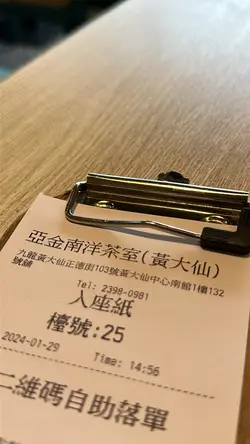 亞金南洋茶室(黃大仙)
九龍黃大仙正德街103號黃大仙中心南館1樓132
號舖
Tel: 2398-0981
入座紙
檯號:25
2024-01-29 Time: 14:56
二維碼自助落單